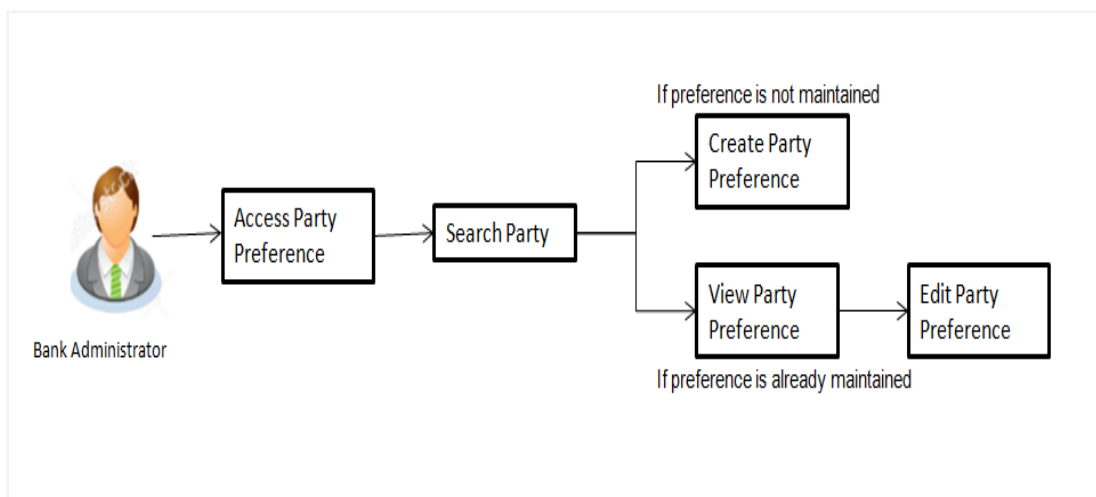 If preference is not maintained
Create Party
Preference
Access Party
Preference
Search Party
View Party
Preference
Edit Party
Preference
Bank Administrator
If preference is already maintained